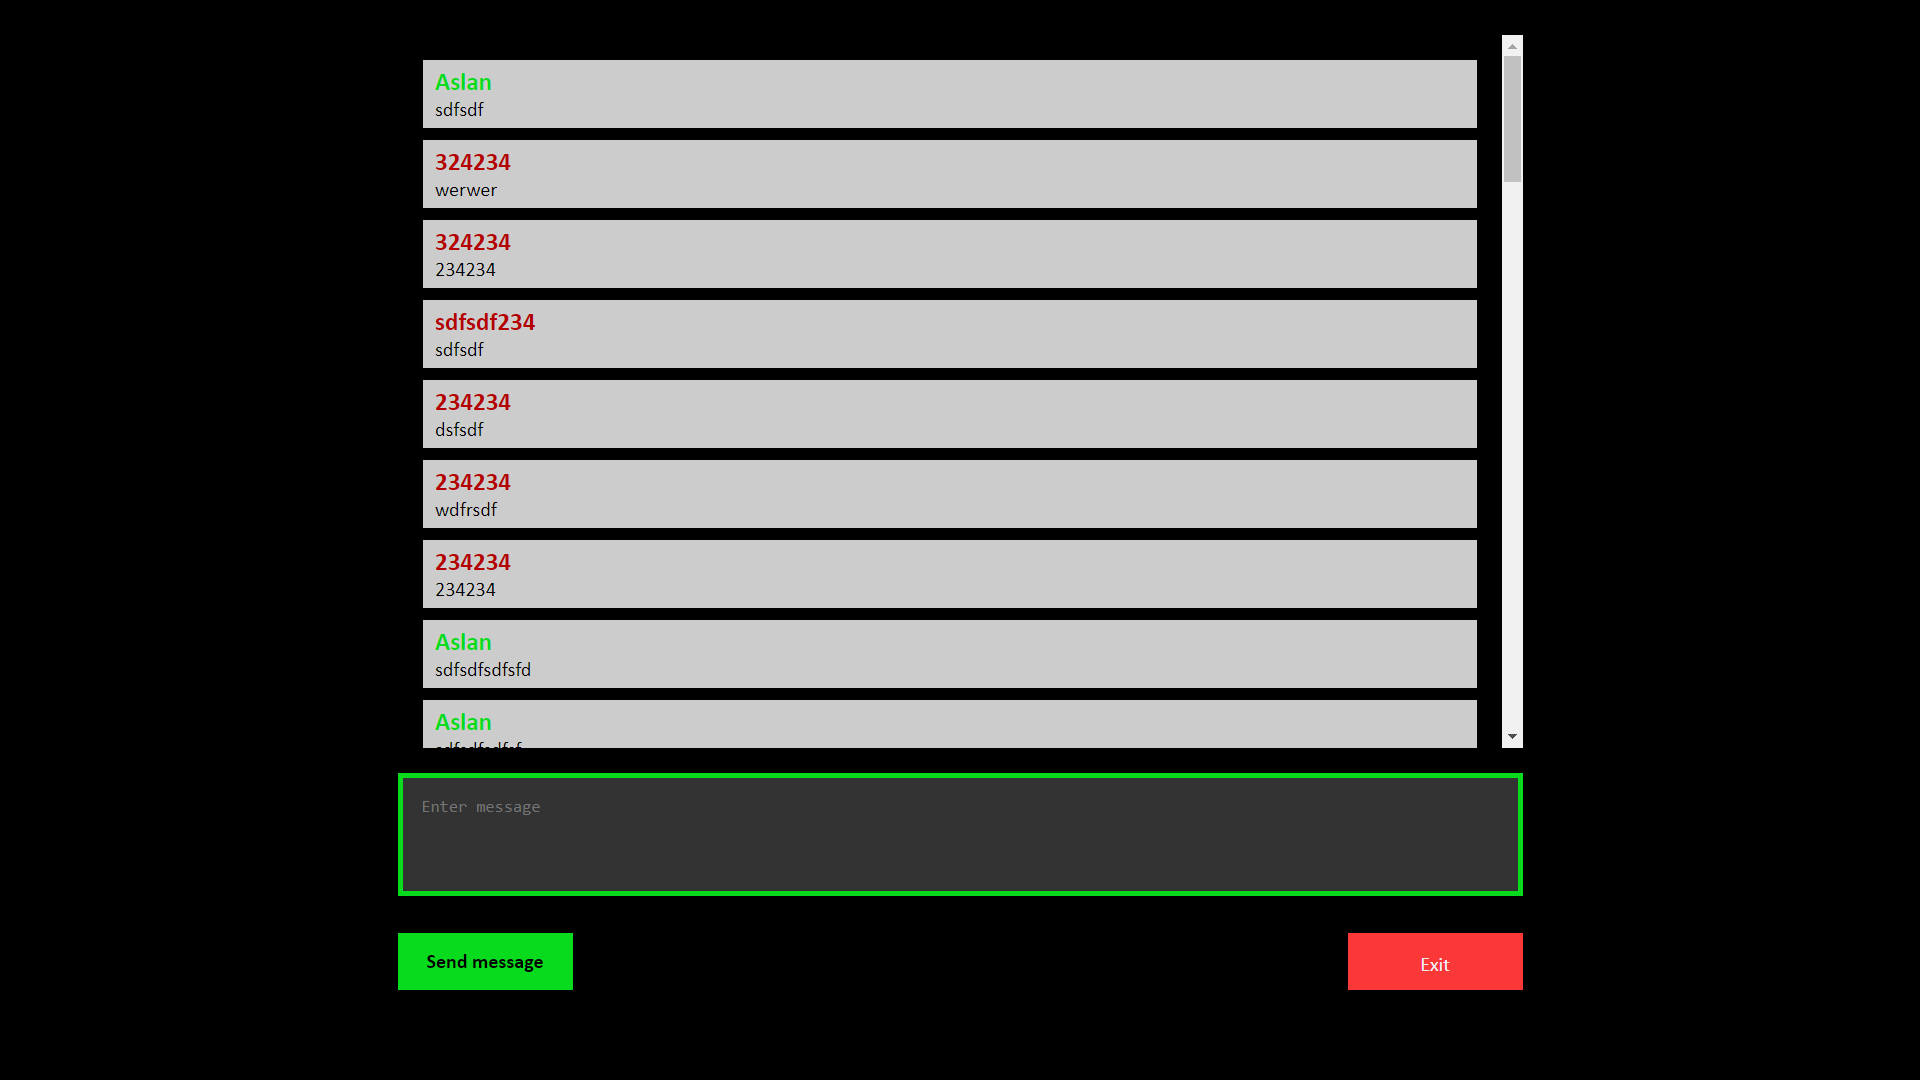 Aslan
sdfsdf
324234
werwer
324234
234234
sdfsdf234
sdfsdf
234234
dsfsdf
234234
wdfrsdf
234234
234234
Aslan
sdfsdfsdfsfd
Aslan
Enter message
Send message
Exit